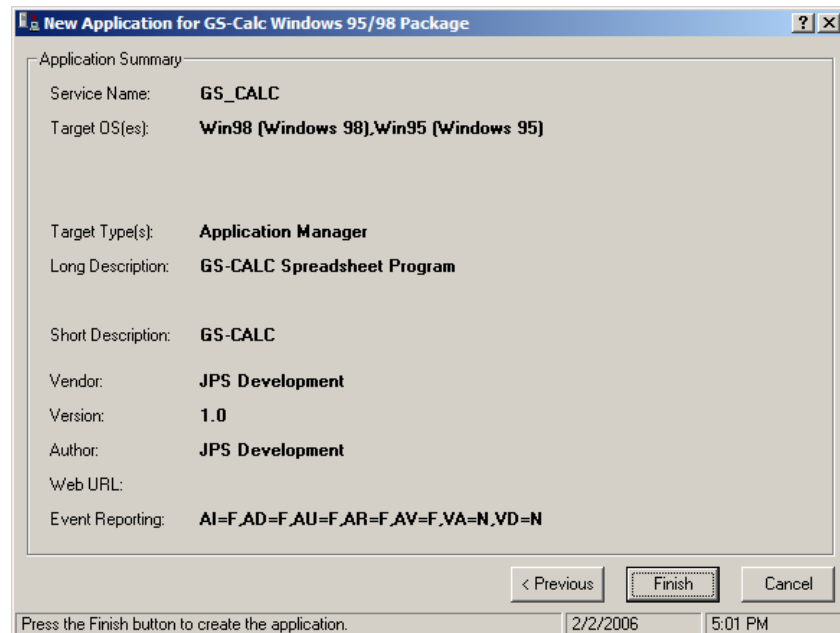 New Application for GS-Calc Windows 95/98 Package
Application Summary
Service Name: GS_CALC
Target OS(es): Win98 (Windows 98),Win95 (Windows 95)
Target Type(s): Application Manager
Long Description: GS-CALC Spreadsheet Program
Short Description: GS-CALC
Vendor: JPS Development
Version: 1.0
Author: JPS Development
Web URL:
Event Reporting: AI=F,AD=F,AU=F,AR=F,AV=F,VA=N,VD=N
< Previous Finish Cancel
Press the Finish button to create the application. 2/2/2006 5:01 PM